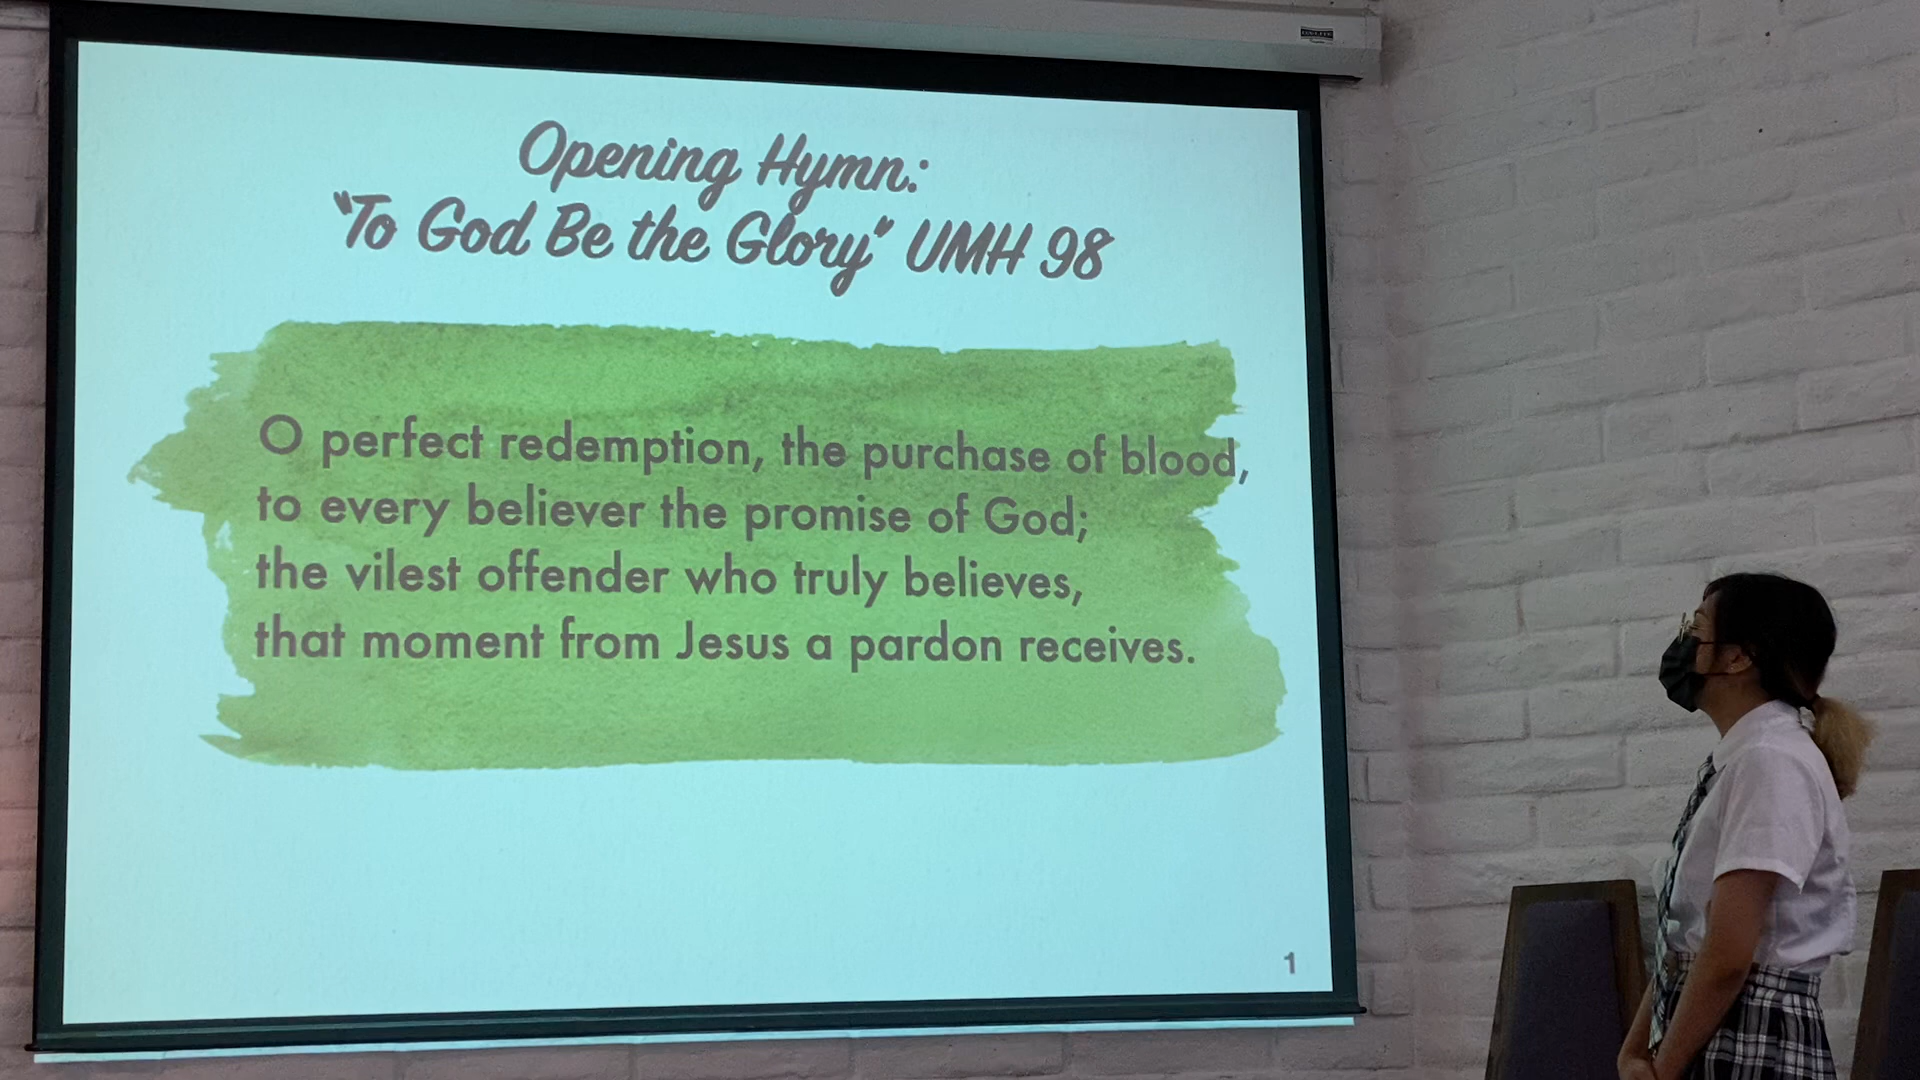 Opening Hymn:
"To God Be the Glory" UMH 98
O perfect redemption, the purchase of blood,
to every believer the promise of God;
the vilest offender who truly believes,
that moment from Jesus a pardon receives.
1